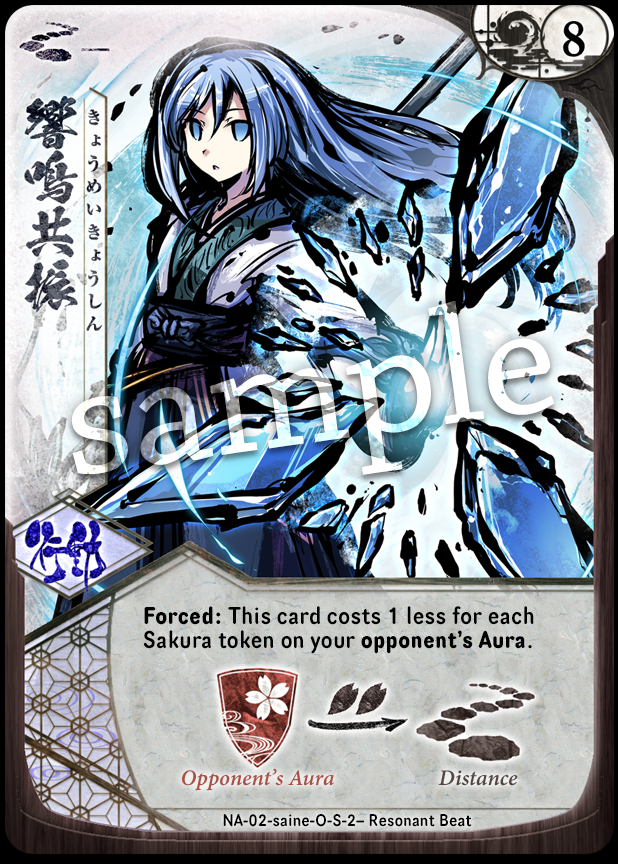 8
響鳴共振
きょうめいきょうしん
sample
行動
Forced: This card costs 1 less for each
Sakura token on your opponent's Aura.
Opponent's Aura
Distance
NA-02-saine-O-S-2– Resonant Beat